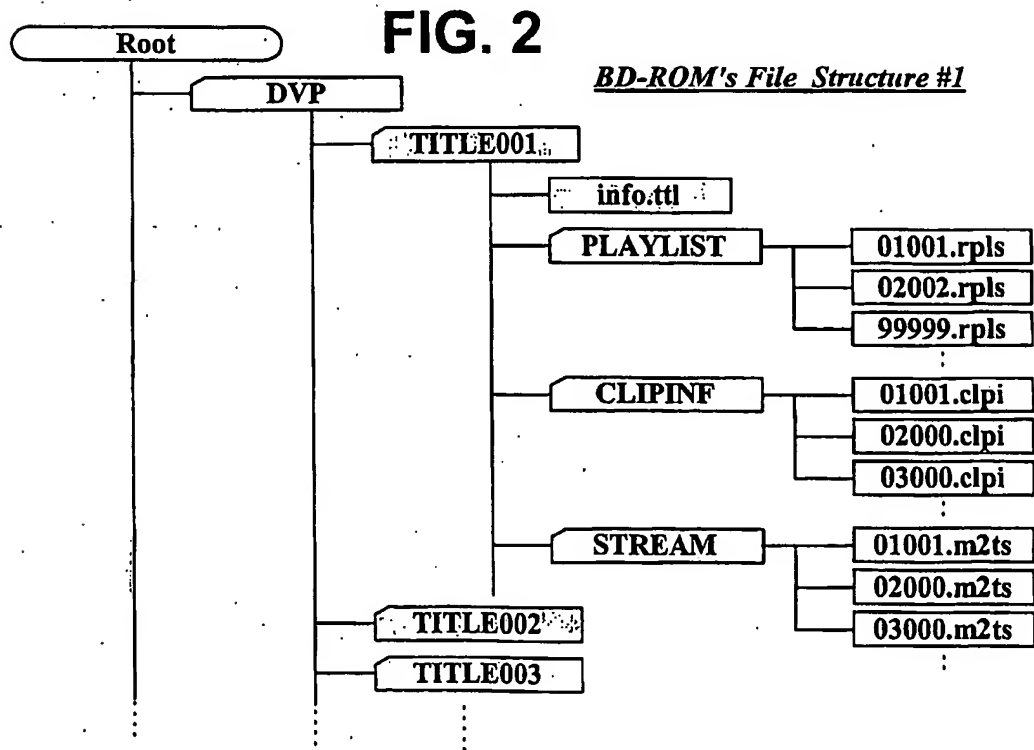 FIG. 2
Root
BD-ROM's File Structure #1
DVP
TITLE001
info.ttl
PLAYLIST
01001.rpls
02002.rpls
99999.rpls
CLIPINF
01001.clpi
02000.clpi
03000.clpi
STREAM
01001.m2ts
02000.m2ts
03000.m2ts
TITLE002
TITLE003